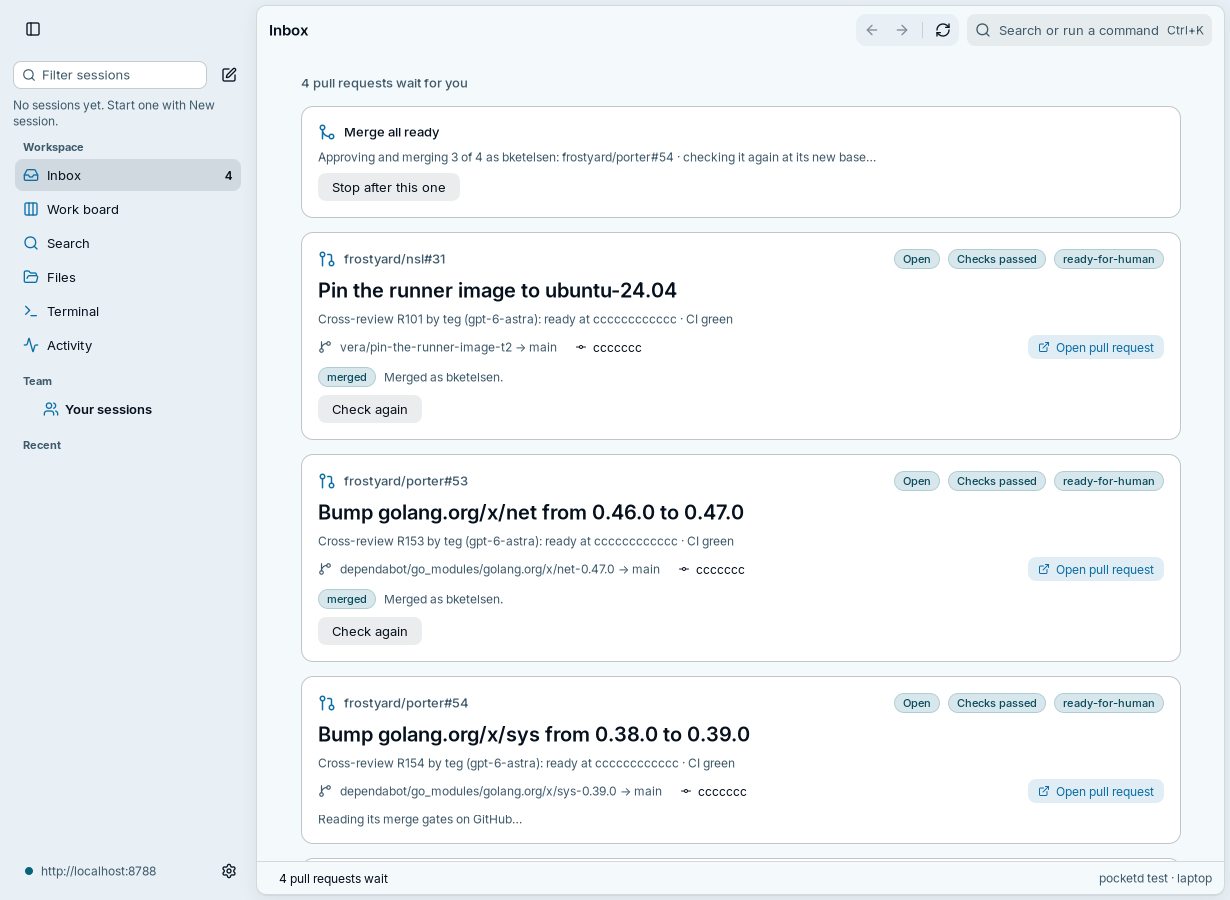 Inbox
Search or run a command Ctrl+K
Filter sessions
No sessions yet. Start one with New
session.
Workspace
Inbox 4
Work board
Search
Files
Terminal
Activity
Team
Your sessions
Recent
http://localhost:8788
4 pull requests wait for you
Merge all ready
Approving and merging 3 of 4 as bketelsen: frostyard/porter#54 · checking it again at its new base…
Stop after this one
frostyard/nsl#31 Open Checks passed ready-for-human
Pin the runner image to ubuntu-24.04
Cross-review R101 by teg (gpt-6-astra): ready at cccccccccccc · CI green
vera/pin-the-runner-image-t2 → main ccccccc Open pull request
merged Merged as bketelsen.
Check again
frostyard/porter#53 Open Checks passed ready-for-human
Bump golang.org/x/net from 0.46.0 to 0.47.0
Cross-review R153 by teg (gpt-6-astra): ready at cccccccccccc · CI green
dependabot/go_modules/golang.org/x/net-0.47.0 → main ccccccc Open pull request
merged Merged as bketelsen.
Check again
frostyard/porter#54 Open Checks passed ready-for-human
Bump golang.org/x/sys from 0.38.0 to 0.39.0
Cross-review R154 by teg (gpt-6-astra): ready at cccccccccccc · CI green
dependabot/go_modules/golang.org/x/sys-0.39.0 → main ccccccc Open pull request
Reading its merge gates on GitHub…
4 pull requests wait pocketd test · laptop